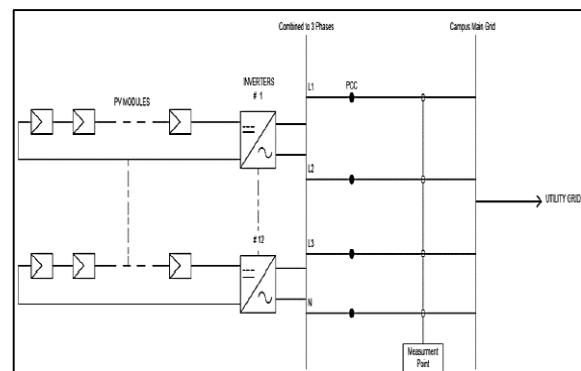 Combined to 3 Phases
Campus Main Grid
INVERTERS
# 1
L1
PCC
PV MODULES
L2
UTILITY GRID
# 12
L3
N
Measurment
Point